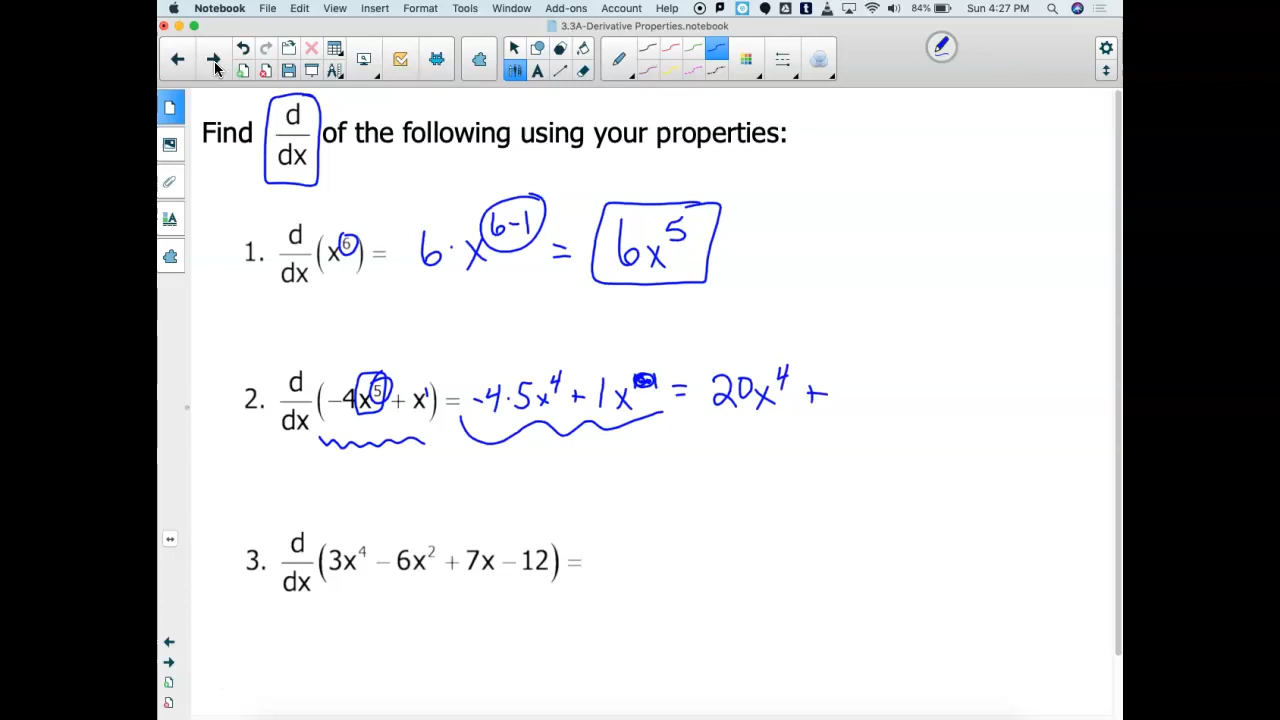 Notebook File Edit View Insert Format Tools Window Add-ons Account Help 84% Sun 4:27 PM
3.3A-Derivative Properties.notebook
Find d/dx of the following using your properties:
1. d/dx (x^6) = 6 · x^(6-1) = 6x^5
2. d/dx (-4x^5 + x^1) = -4 · 5x^4 + 1x = 20x^4 +
3. d/dx (3x^4 - 6x^2 + 7x - 12) =